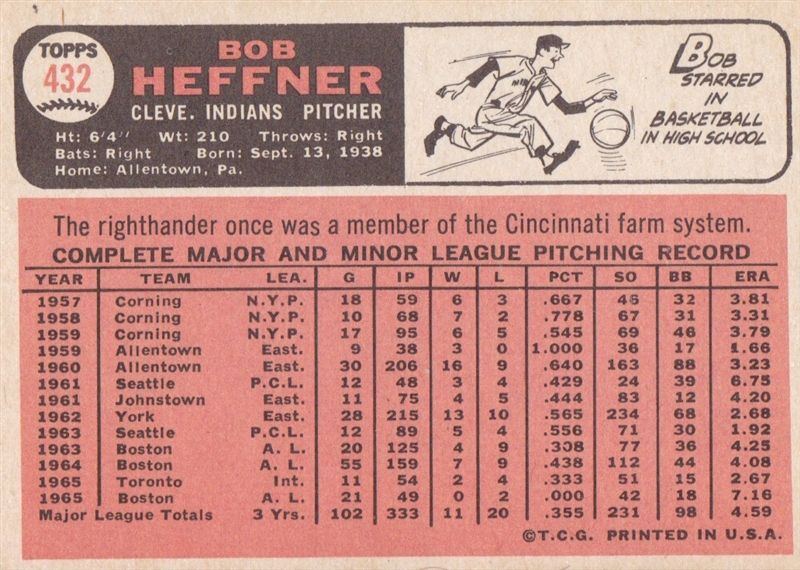 TOPPS
432
BOB
HEFFNER
CLEVE. INDIANS PITCHER
Ht: 6'4" Wt: 210 Throws: Right
Bats: Right Born: Sept. 13, 1938
Home: Allentown, Pa.
BOB
STARRED
IN
BASKETBALL
IN HIGH SCHOOL
The righthander once was a member of the Cincinnati farm system.
COMPLETE MAJOR AND MINOR LEAGUE PITCHING RECORD
YEAR TEAM LEA. G IP W L PCT SO BB ERA
1957 Corning N.Y.P. 18 59 6 3 .667 46 32 3.81
1958 Corning N.Y.P. 10 68 7 2 .778 67 31 3.31
1959 Corning N.Y.P. 17 95 6 5 .545 69 46 3.79
1959 Allentown East. 9 38 3 0 1.000 36 17 1.66
1960 Allentown East. 30 206 16 9 .640 163 88 3.23
1961 Seattle P.C.L. 12 48 3 4 .429 24 39 6.75
1961 Johnstown East. 11 75 4 5 .444 83 12 4.20
1962 York East. 28 215 13 10 .565 234 68 2.68
1963 Seattle P.C.L. 12 89 5 4 .556 71 30 1.92
1963 Boston A. L. 20 125 4 9 .308 77 36 4.25
1964 Boston A. L. 55 159 7 9 .438 112 44 4.08
1965 Toronto Int. 11 54 2 4 .333 51 15 2.67
1965 Boston A. L. 21 49 0 2 .000 42 18 7.16
Major League Totals 3 Yrs. 102 333 11 20 .355 231 98 4.59
©T.C.G. PRINTED IN U.S.A.